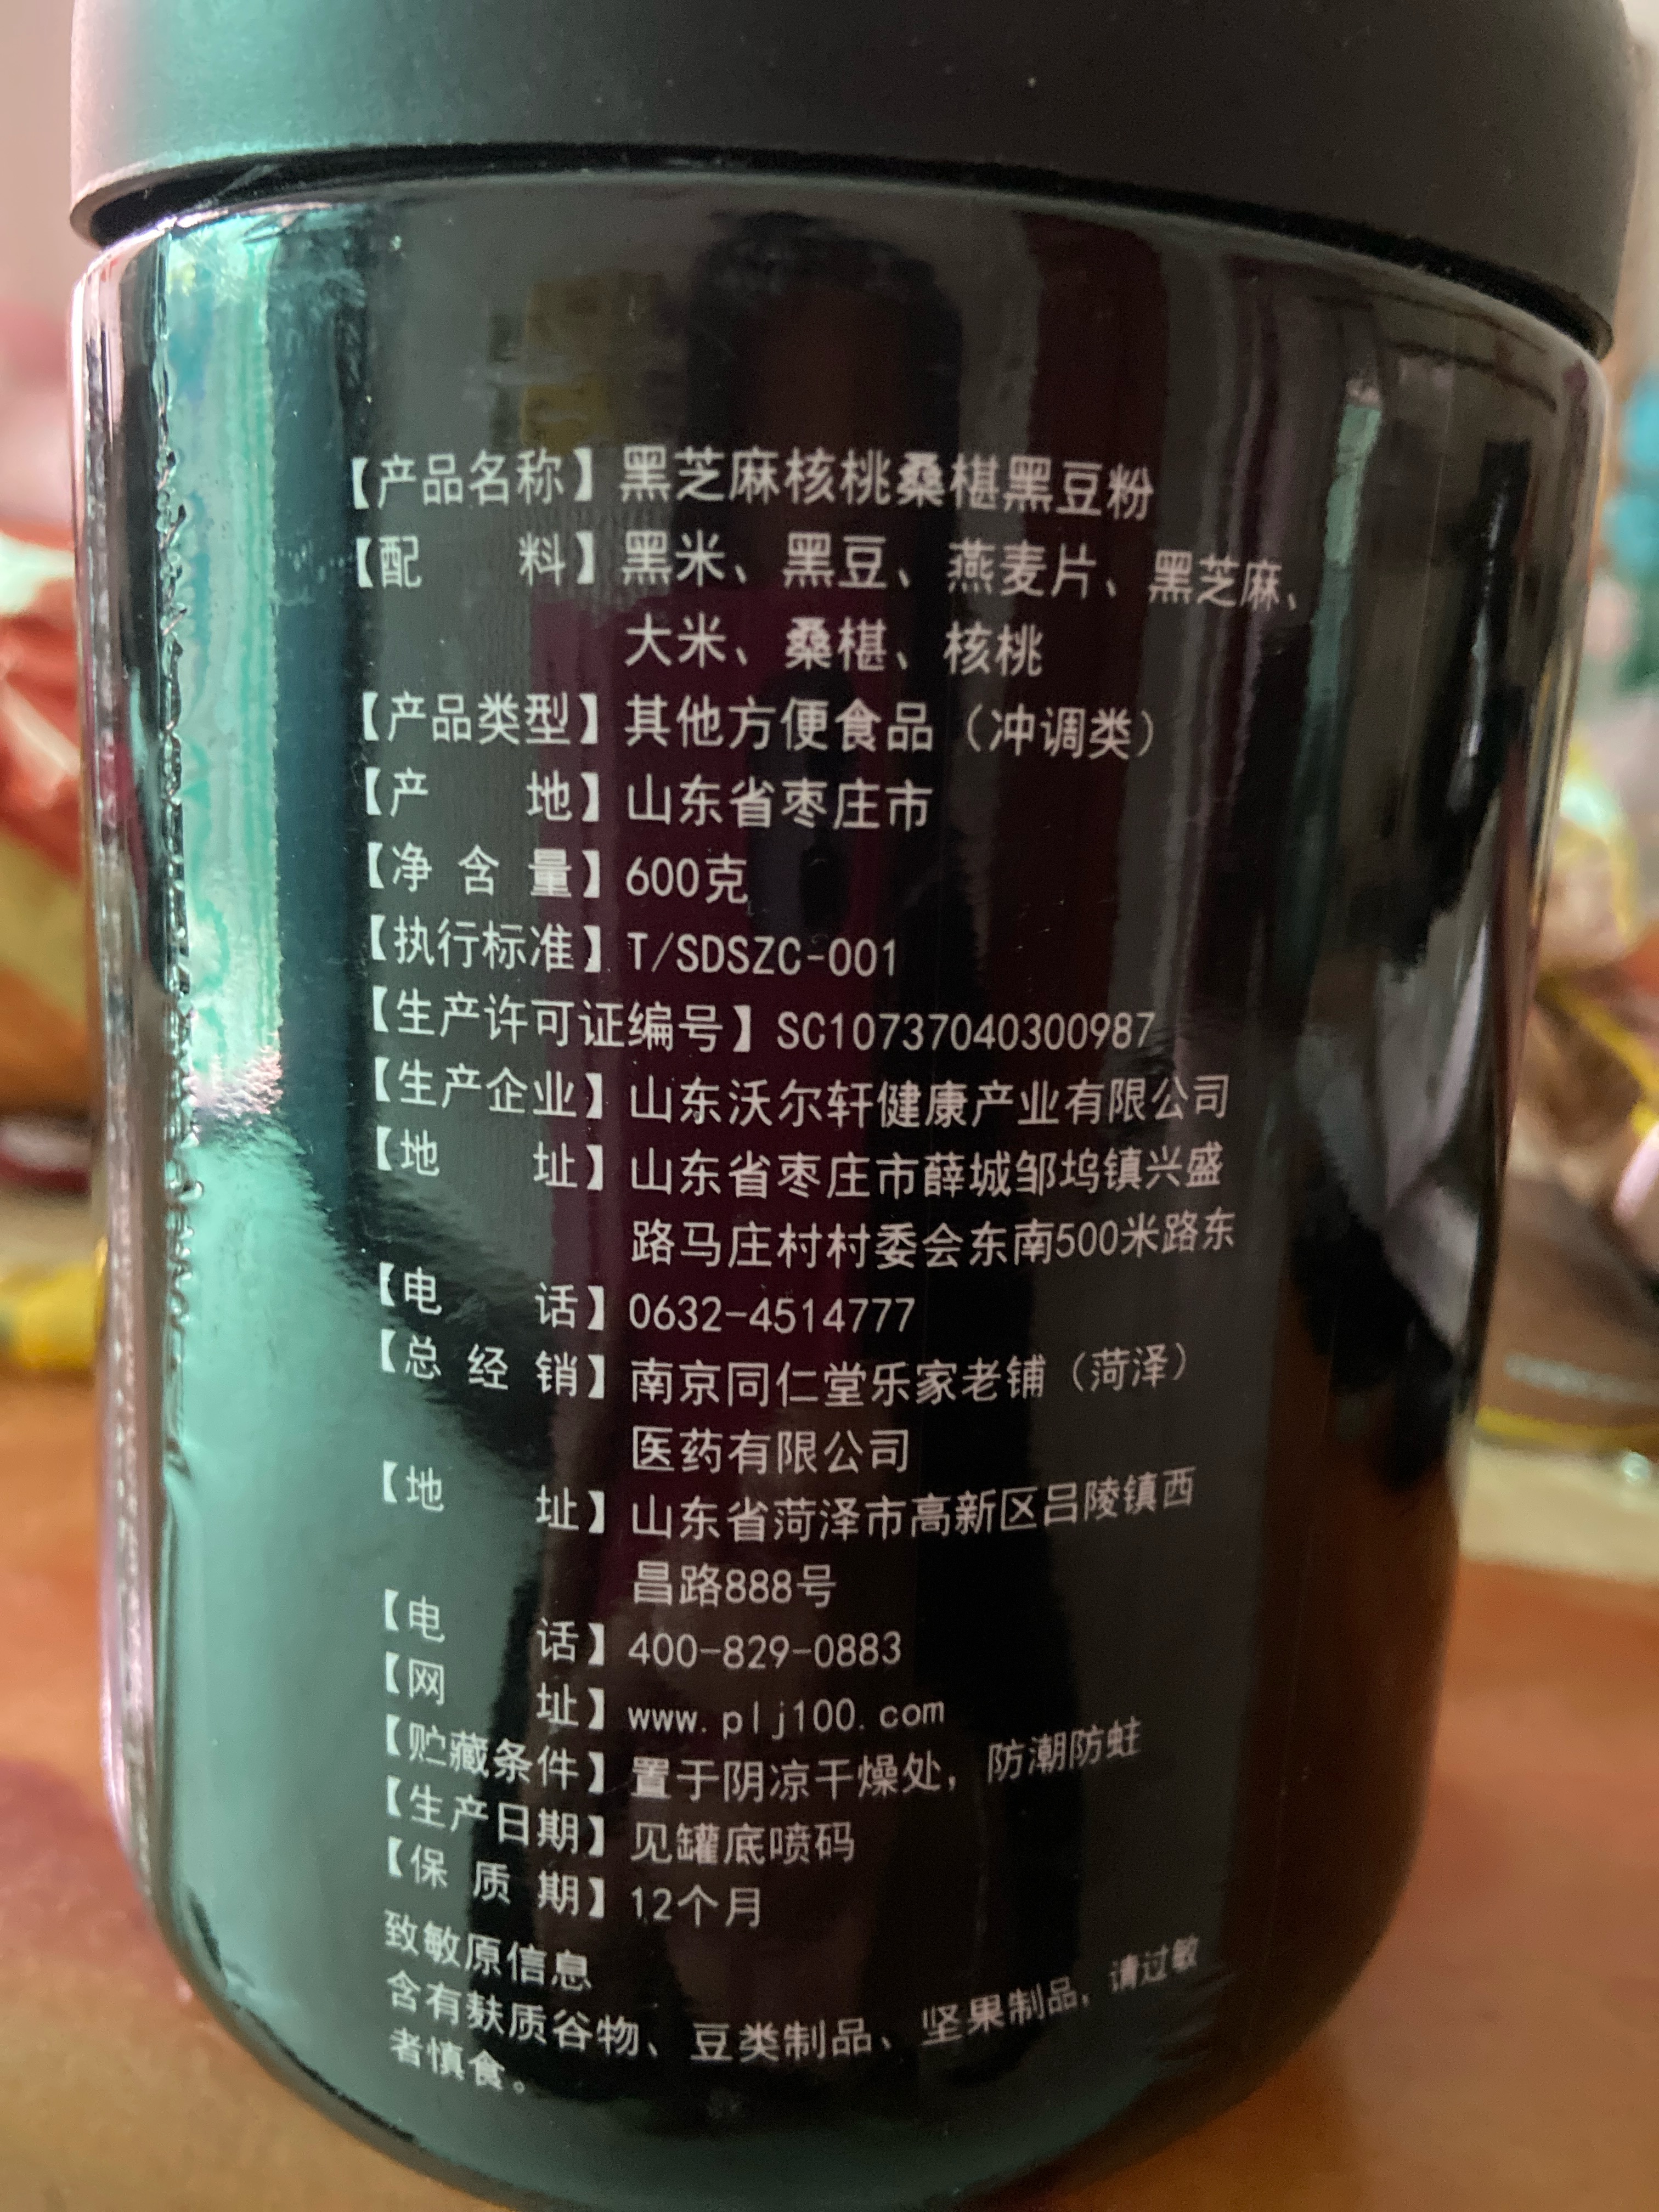 【产品名称】黑芝麻核桃桑椹黑豆粉
【配 料】黑米、黑豆、燕麦片、黑芝麻、
大米、桑椹、核桃
【产品类型】其他方便食品（冲调类）
【产 地】山东省枣庄市
【净 含 量】600克
【执行标准】T/SDSZC-001
【生产许可证编号】SC10737040300987
【生产企业】山东沃尔轩健康产业有限公司
【地 址】山东省枣庄市薛城邹坞镇兴盛
路马庄村村委会东南500米路东
【电 话】0632-4514777
【总 经 销】南京同仁堂乐家老铺（菏泽）
医药有限公司
【地 址】山东省菏泽市高新区吕陵镇西
昌路888号
【电 话】400-829-0883
【网 址】www.plj100.com
【贮藏条件】置于阴凉干燥处，防潮防蛀
【生产日期】见罐底喷码
【保 质 期】12个月
致敏原信息
含有麸质谷物、豆类制品、坚果制品，请过敏
者慎食。